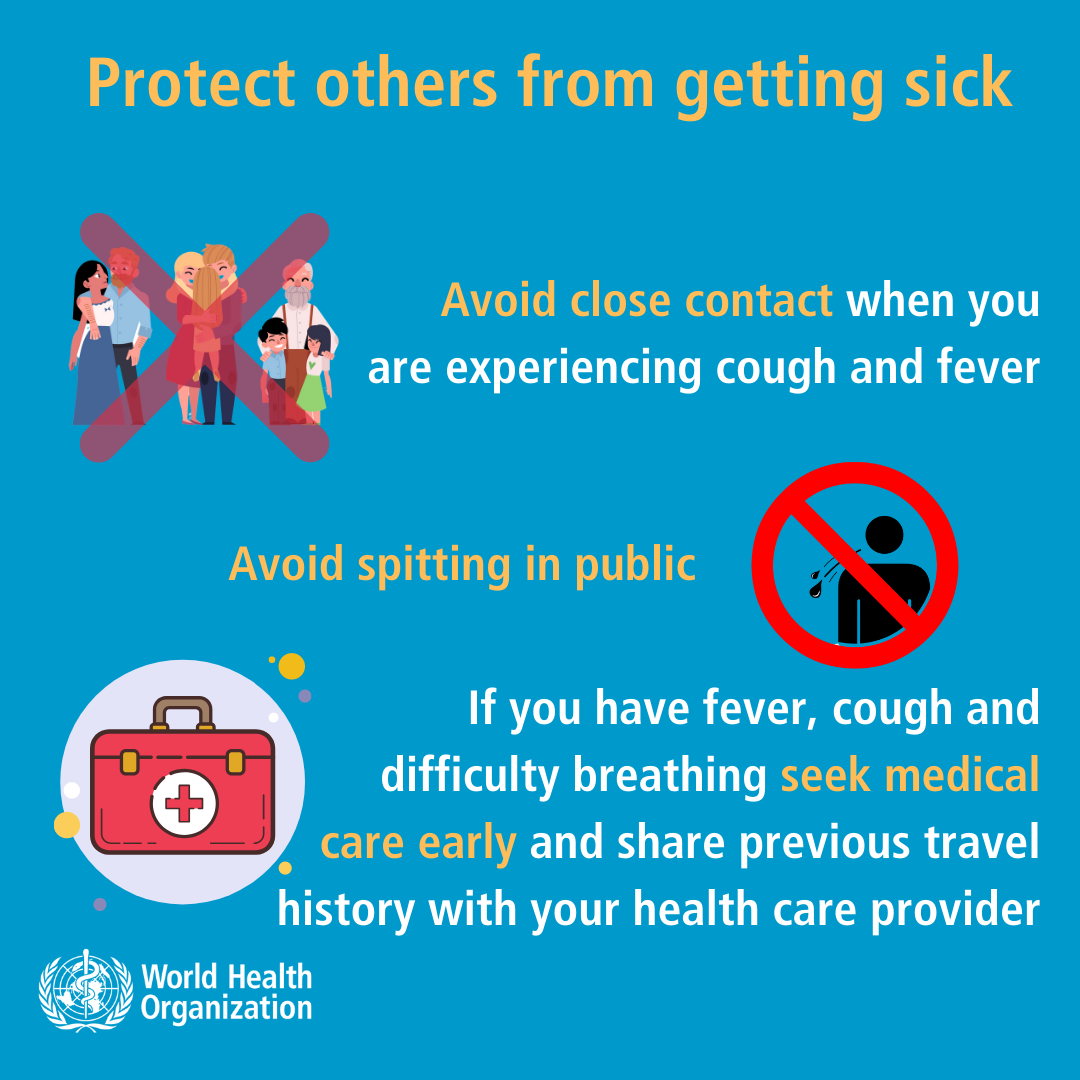 Protect others from getting sick
Avoid close contact when you
are experiencing cough and fever
Avoid spitting in public
If you have fever, cough and
difficulty breathing seek medical
care early and share previous travel
history with your health care provider
World Health
Organization